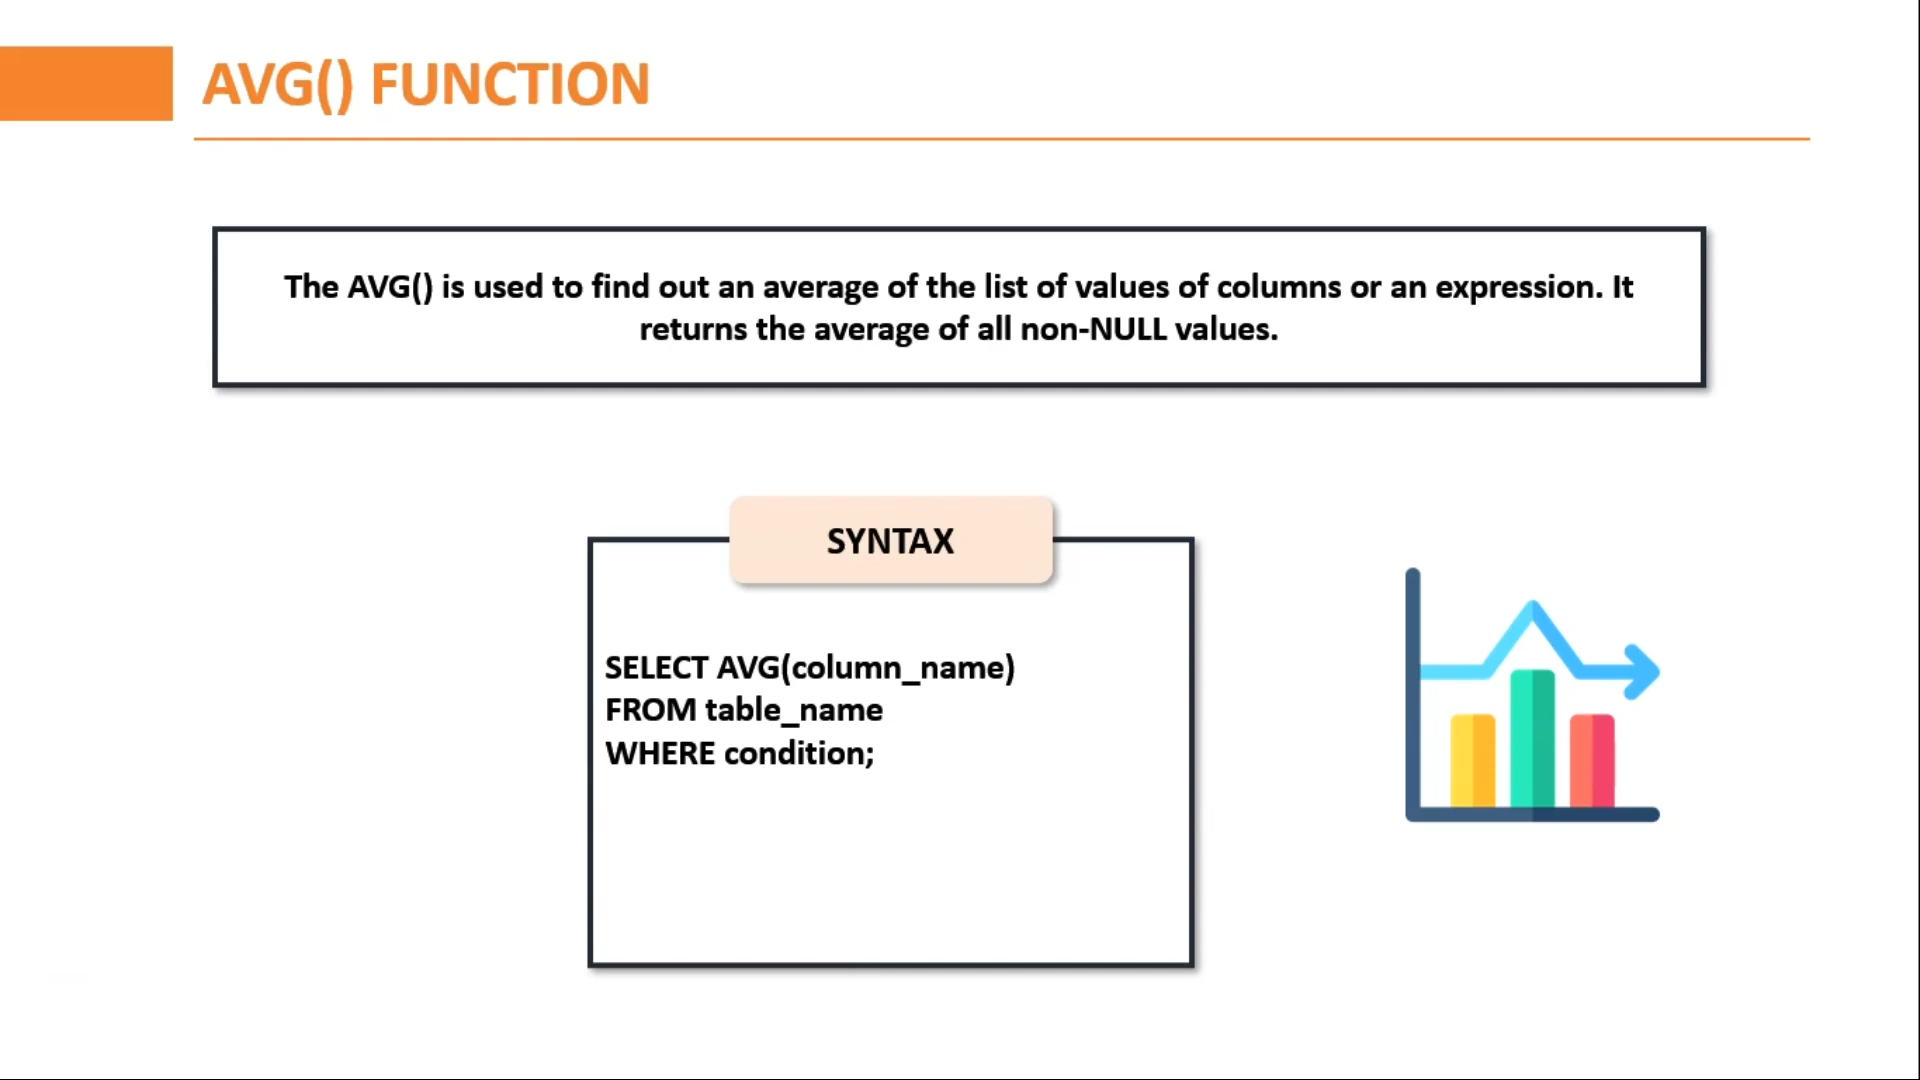 AVG() FUNCTION
The AVG() is used to find out an average of the list of values of columns or an expression. It
returns the average of all non-NULL values.
SYNTAX
SELECT AVG(column_name)
FROM table_name
WHERE condition;